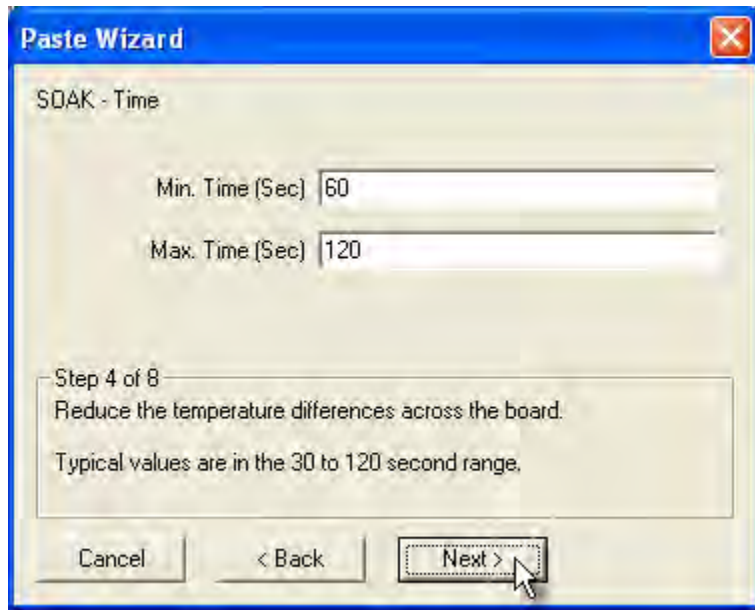 Paste Wizard
SOAK - Time
Min. Time (Sec) 60
Max. Time (Sec) 120
Step 4 of 8
Reduce the temperature differences across the board.
Typical values are in the 30 to 120 second range.
Cancel < Back Next >